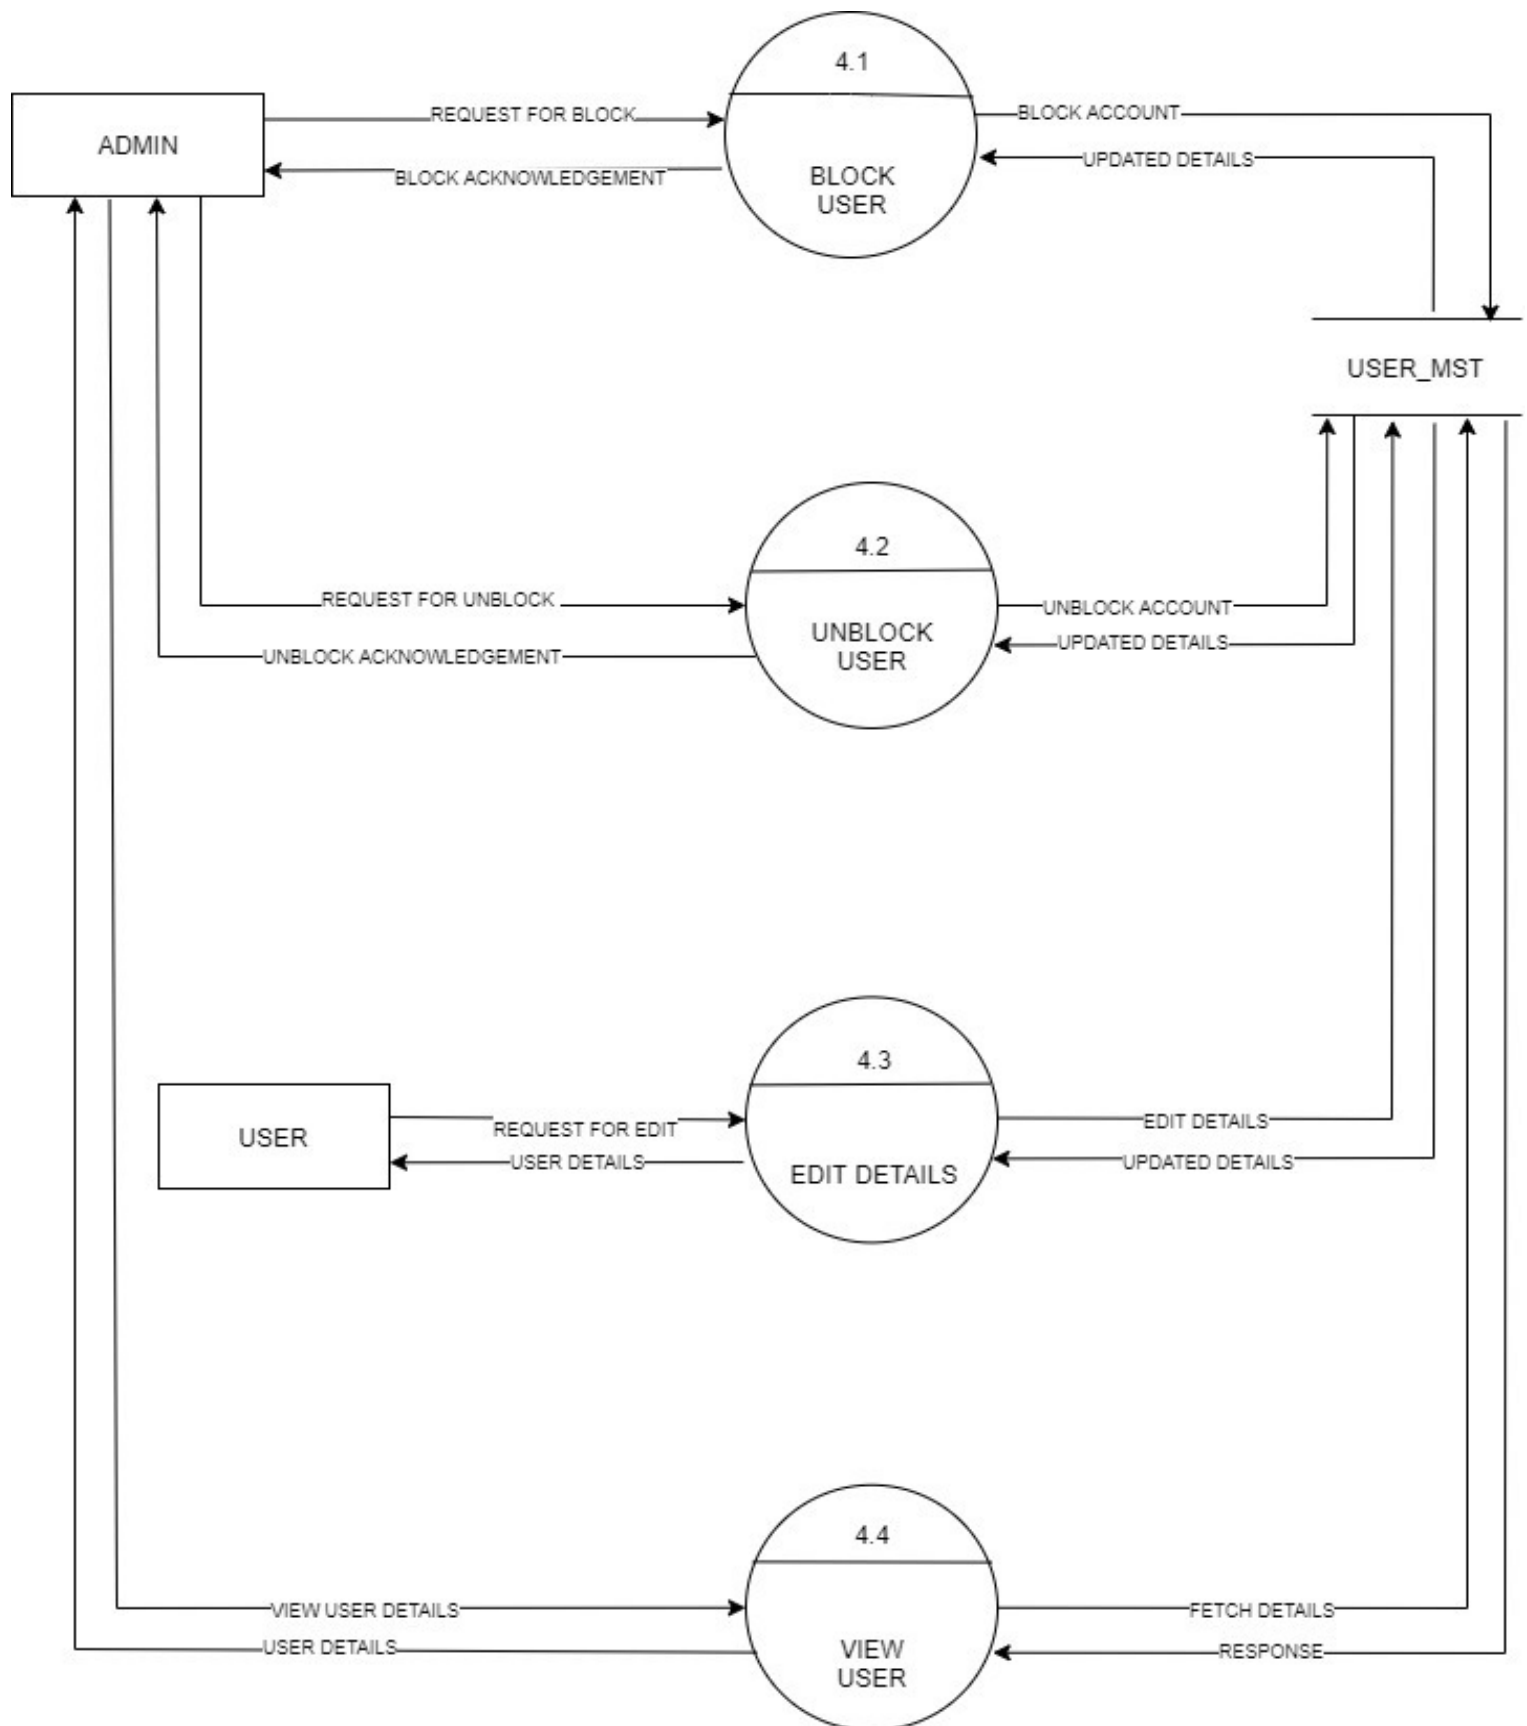 4.1
REQUEST FOR BLOCK
BLOCK ACCOUNT
ADMIN
UPDATED DETAILS
BLOCK ACKNOWLEDGEMENT
BLOCK
USER
USER_MST
4.2
REQUEST FOR UNBLOCK
UNBLOCK ACCOUNT
UNBLOCK
USER
UPDATED DETAILS
UNBLOCK ACKNOWLEDGEMENT
4.3
REQUEST FOR EDIT
EDIT DETAILS
USER
USER DETAILS
UPDATED DETAILS
EDIT DETAILS
4.4
VIEW USER DETAILS
FETCH DETAILS
USER DETAILS
VIEW
USER
RESPONSE